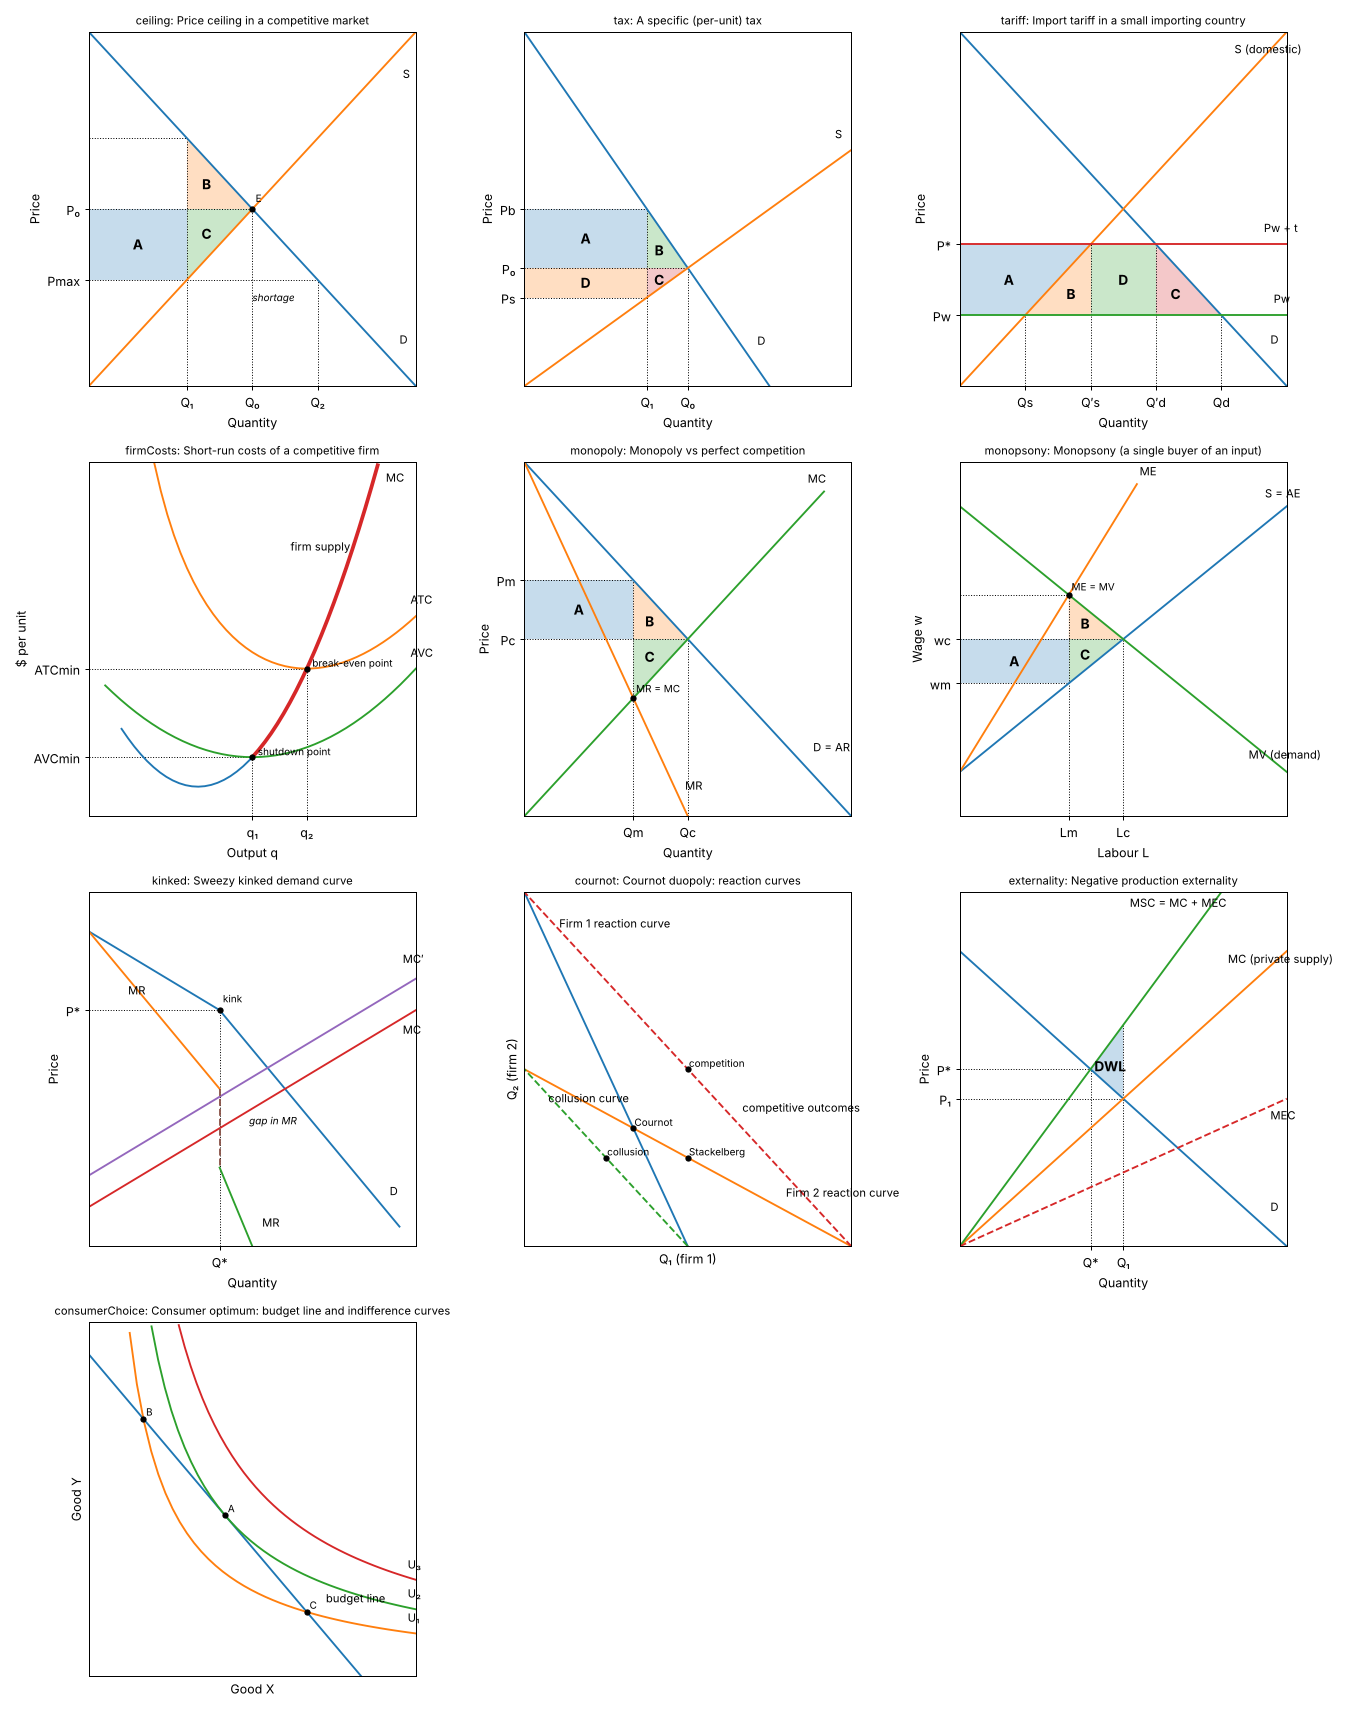 ceiling: Price ceiling in a competitive market
S
B
E
P₀
A
C
Pmax
shortage
D
Q₁
Q₀
Q₂
Price
Quantity
tax: A specific (per-unit) tax
S
Pb
A
B
P₀
D
C
Ps
D
Q₁
Q₀
Price
Quantity
tariff: Import tariff in a small importing country
S (domestic)
Pw + t
P*
A
B
D
C
Pw
Pw
D
Qs
Q's
Q'd
Qd
Price
Quantity
firmCosts: Short-run costs of a competitive firm
MC
firm supply
ATC
AVC
break-even point
ATCmin
shutdown point
AVCmin
q₁
q₂
$ per unit
Output q
monopoly: Monopoly vs perfect competition
MC
Pm
A
B
Pc
C
MR = MC
D = AR
MR
Qm
Qc
Price
Quantity
monopsony: Monopsony (a single buyer of an input)
ME
S = AE
ME = MV
B
wc
A
C
wm
MV (demand)
Lm
Lc
Wage w
Labour L
kinked: Sweezy kinked demand curve
MC'
MR
kink
P*
MC
gap in MR
D
MR
Q*
Price
Quantity
cournot: Cournot duopoly: reaction curves
Firm 1 reaction curve
competition
collusion curve
competitive outcomes
Cournot
collusion
Stackelberg
Firm 2 reaction curve
Q₂ (firm 2)
Q₁ (firm 1)
externality: Negative production externality
MSC = MC + MEC
MC (private supply)
DWL
P*
P₁
MEC
D
Q*
Q₁
Price
Quantity
consumerChoice: Consumer optimum: budget line and indifference curves
B
A
U₃
U₂
budget line
C
U₁
Good Y
Good X